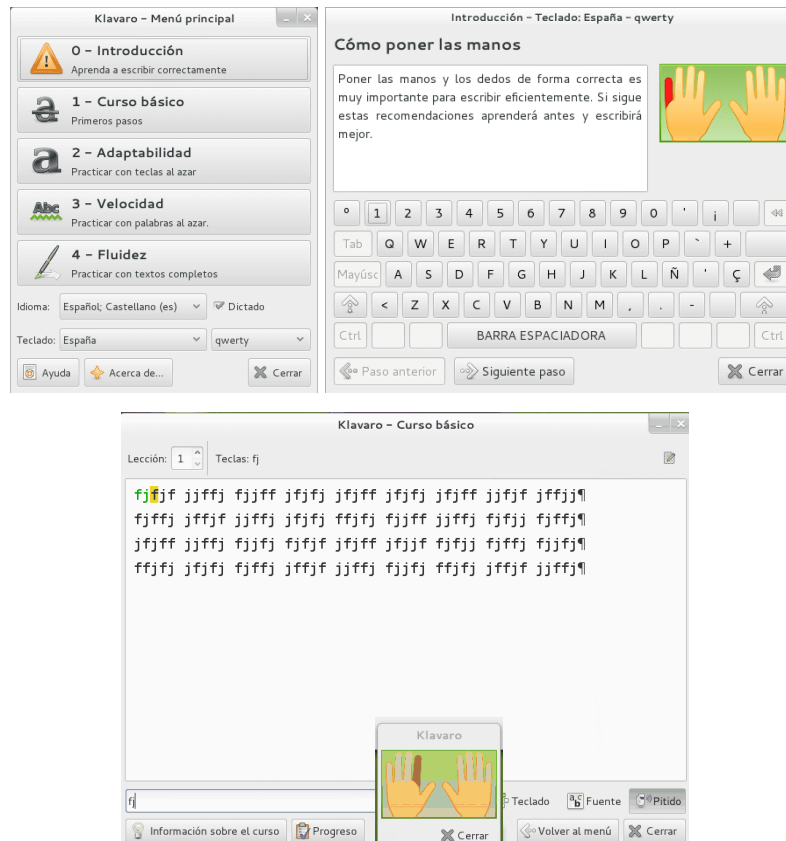 Klavaro - Menú principal
0 - Introducción
Aprenda a escribir correctamente
1 - Curso básico
Primeros pasos
2 - Adaptabilidad
Practicar con teclas al azar
3 - Velocidad
Practicar con palabras al azar.
4 - Fluidez
Practicar con textos completos
Idioma: Español; Castellano (es) Dictado
Teclado: España qwerty
Ayuda Acerca de... Cerrar
Introducción - Teclado: España - qwerty
Cómo poner las manos
Poner las manos y los dedos de forma correcta es
muy importante para escribir eficientemente. Si sigue
estas recomendaciones aprenderá antes y escribirá
mejor.
º 1 2 3 4 5 6 7 8 9 0 ' ¡
Tab Q W E R T Y U I O P ` +
Mayúsc A S D F G H J K L Ñ ' Ç
< Z X C V B N M , . -
Ctrl BARRA ESPACIADORA Ctrl
Paso anterior Siguiente paso Cerrar
Klavaro - Curso básico
Lección: 1 Teclas: fj
fjfjf jjffj fjjff jfjfj jfjff jfjfj jfjff jjfjf jffjj¶
fjffj jffjf jjffj jfjfj ffjfj fjjff jjffj fjfjj fjffj¶
jfjff jjffj fjjfj fjfjf jfjff jfjjf fjfjj fjffj fjjfj¶
ffjfj jfjfj fjffj jffjf jjffj fjjfj ffjfj jffjf jjffj¶
Klavaro
Cerrar
fj Teclado Fuente Pitido
Información sobre el curso Progreso Volver al menú Cerrar